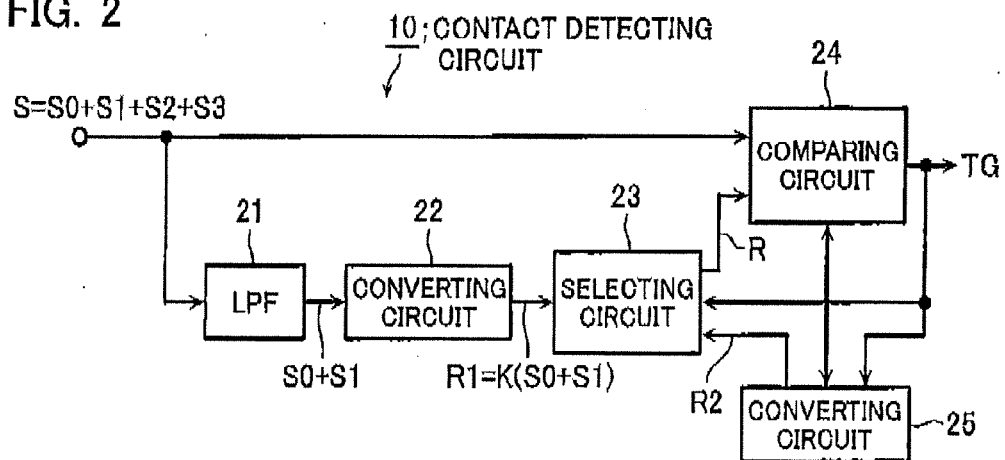 FIG. 2
10; CONTACT DETECTING
CIRCUIT
24
S=S0+S1+S2+S3
COMPARING
CIRCUIT
TG
21
22
23
R
LPF
CONVERTING
CIRCUIT
SELECTING
CIRCUIT
S0+S1
R1=K(S0+S1)
R2
CONVERTING
CIRCUIT
25